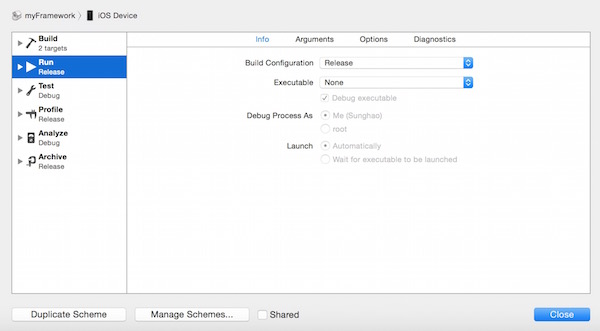 myFramework 〉 iOS Device
Build
2 targets
Run
Release
Test
Debug
Profile
Release
Analyze
Debug
Archive
Release
Info Arguments Options Diagnostics
Build Configuration Release
Executable None
Debug executable
Debug Process As Me (Sunghao)
root
Launch Automatically
Wait for executable to be launched
Duplicate Scheme Manage Schemes... Shared Close